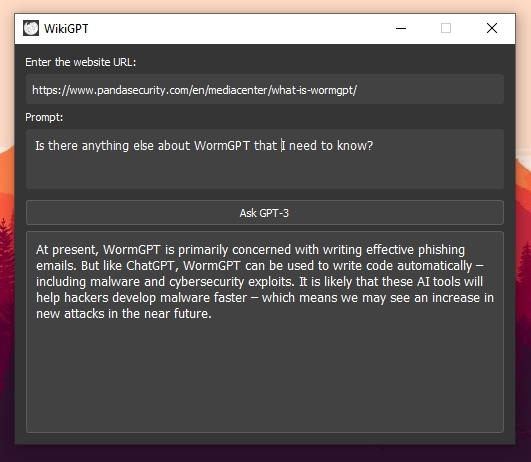 WikiGPT
Enter the website URL:
https://www.pandasecurity.com/en/mediacenter/what-is-wormgpt/
Prompt:
Is there anything else about WormGPT that I need to know?
Ask GPT-3
At present, WormGPT is primarily concerned with writing effective phishing
emails. But like ChatGPT, WormGPT can be used to write code automatically –
including malware and cybersecurity exploits. It is likely that these AI tools will
help hackers develop malware faster – which means we may see an increase in
new attacks in the near future.